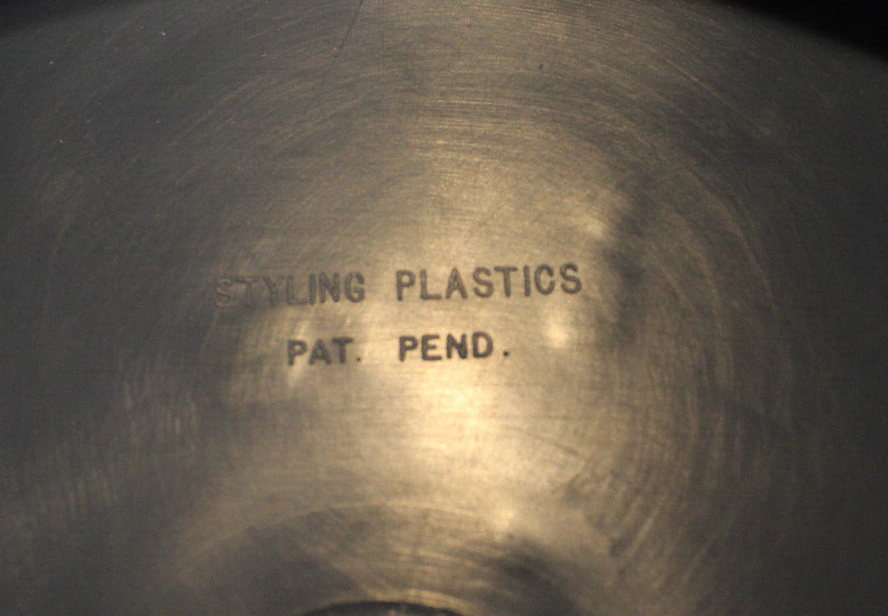 STYLING PLASTICS
PAT. PEND.